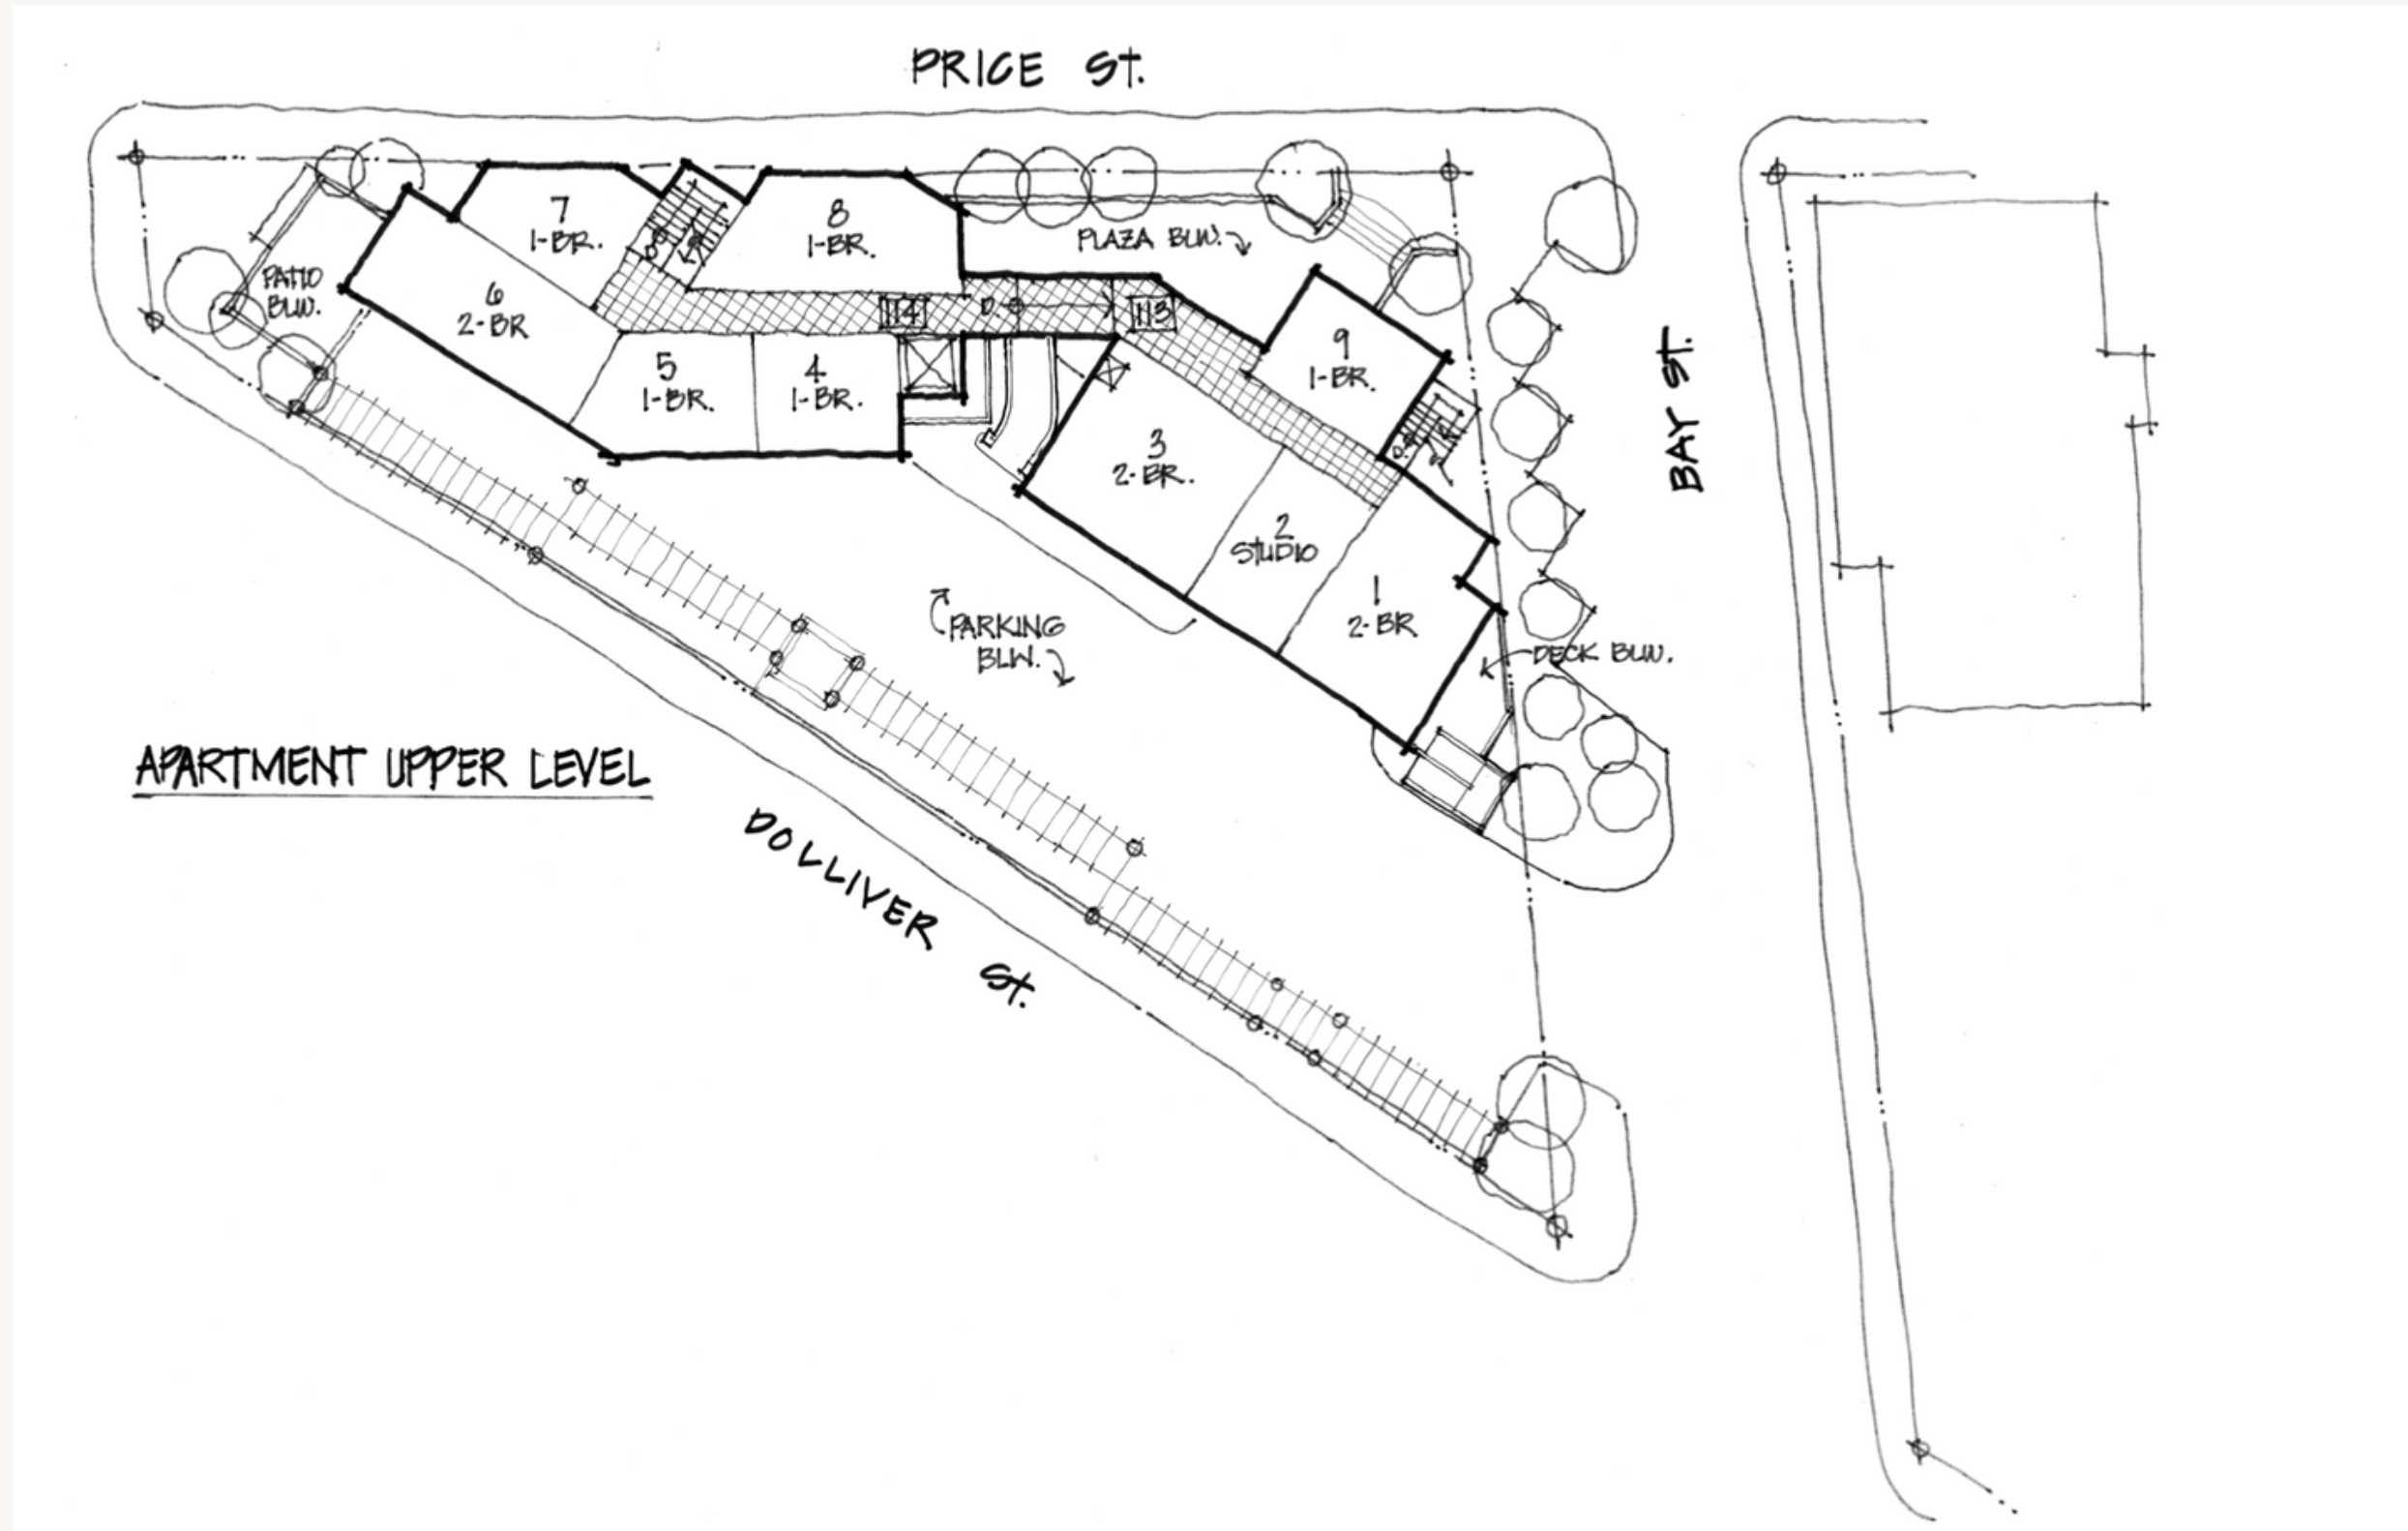 PRICE St.
7
1-BR.
8
1-BR.
PLAZA BLW.
D
PATIO
BLW.
6
2-BR
114
D.
113
5
1-BR.
4
1-BR.
9
1-BR.
BAY St.
3
2-BR.
D.
2
STUDIO
1
2-BR
PARKING
BLW.
DECK BLW.
APARTMENT UPPER LEVEL
DOLLIVER St.